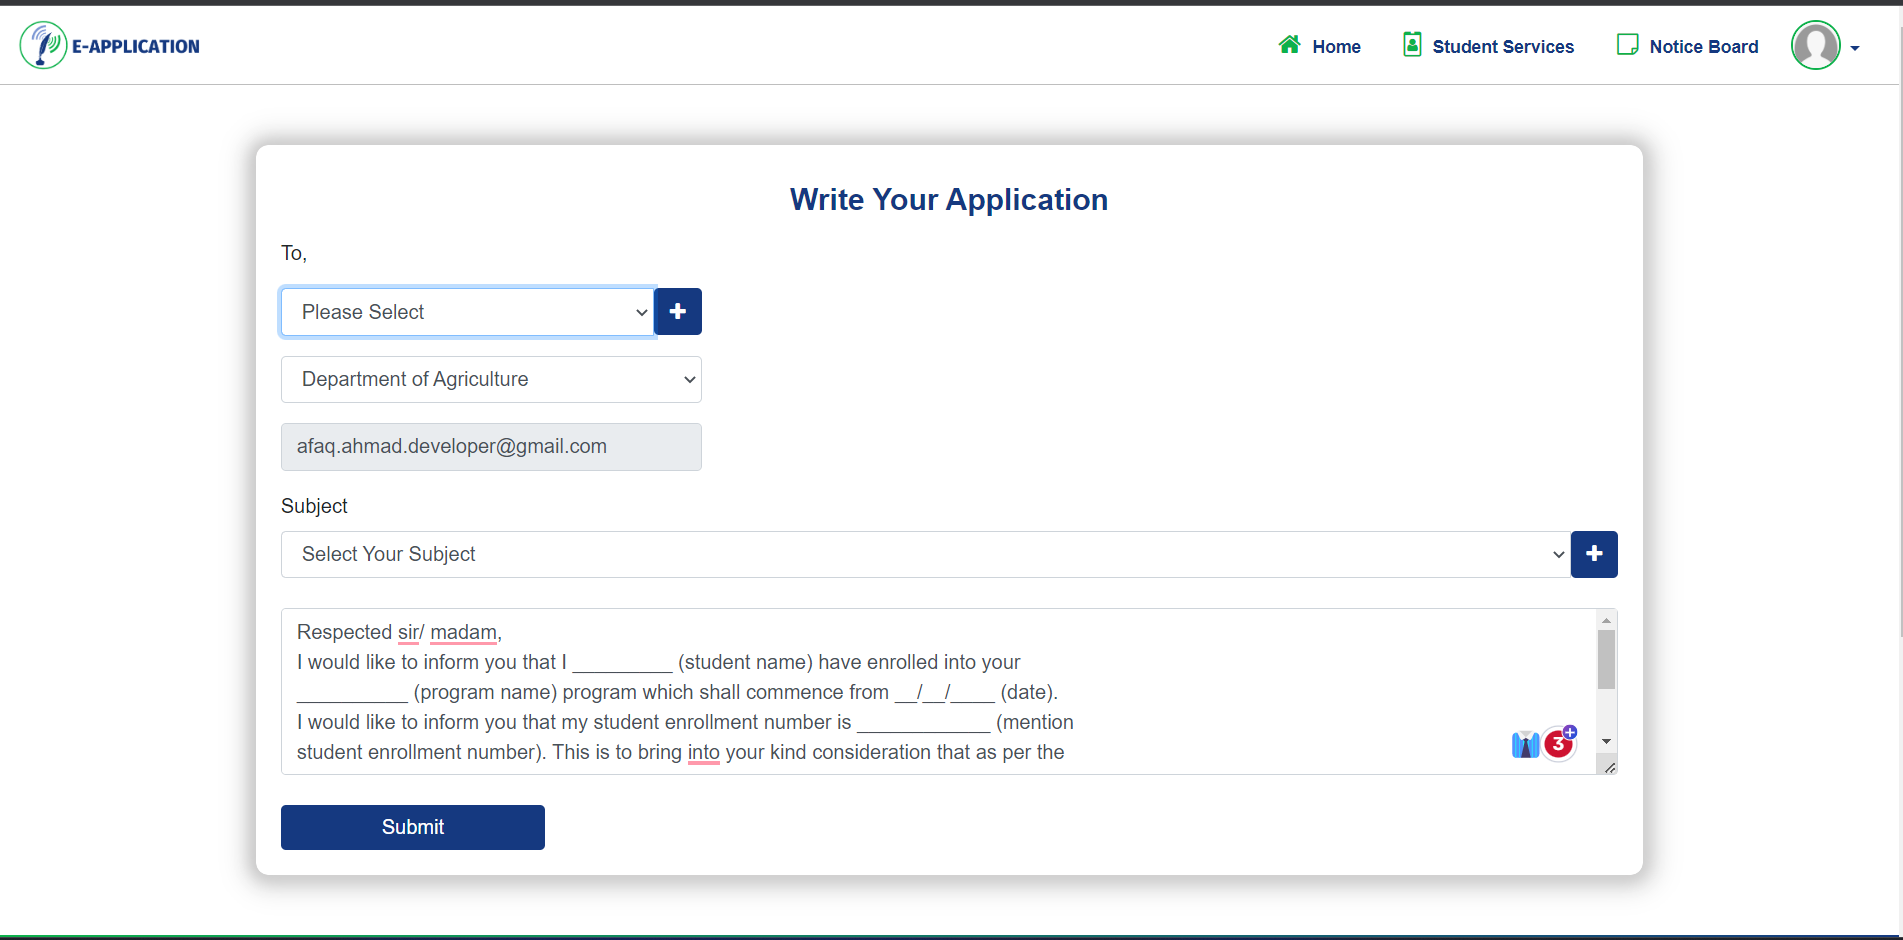 E-APPLICATION
Home
Student Services
Notice Board
Write Your Application
To,
Please Select
Department of Agriculture
afaq.ahmad.developer@gmail.com
Subject
Select Your Subject
Respected sir/ madam,
I would like to inform you that I _________ (student name) have enrolled into your
__________ (program name) program which shall commence from __/__/____ (date).
I would like to inform you that my student enrollment number is ____________ (mention
student enrollment number). This is to bring into your kind consideration that as per the
3
Submit